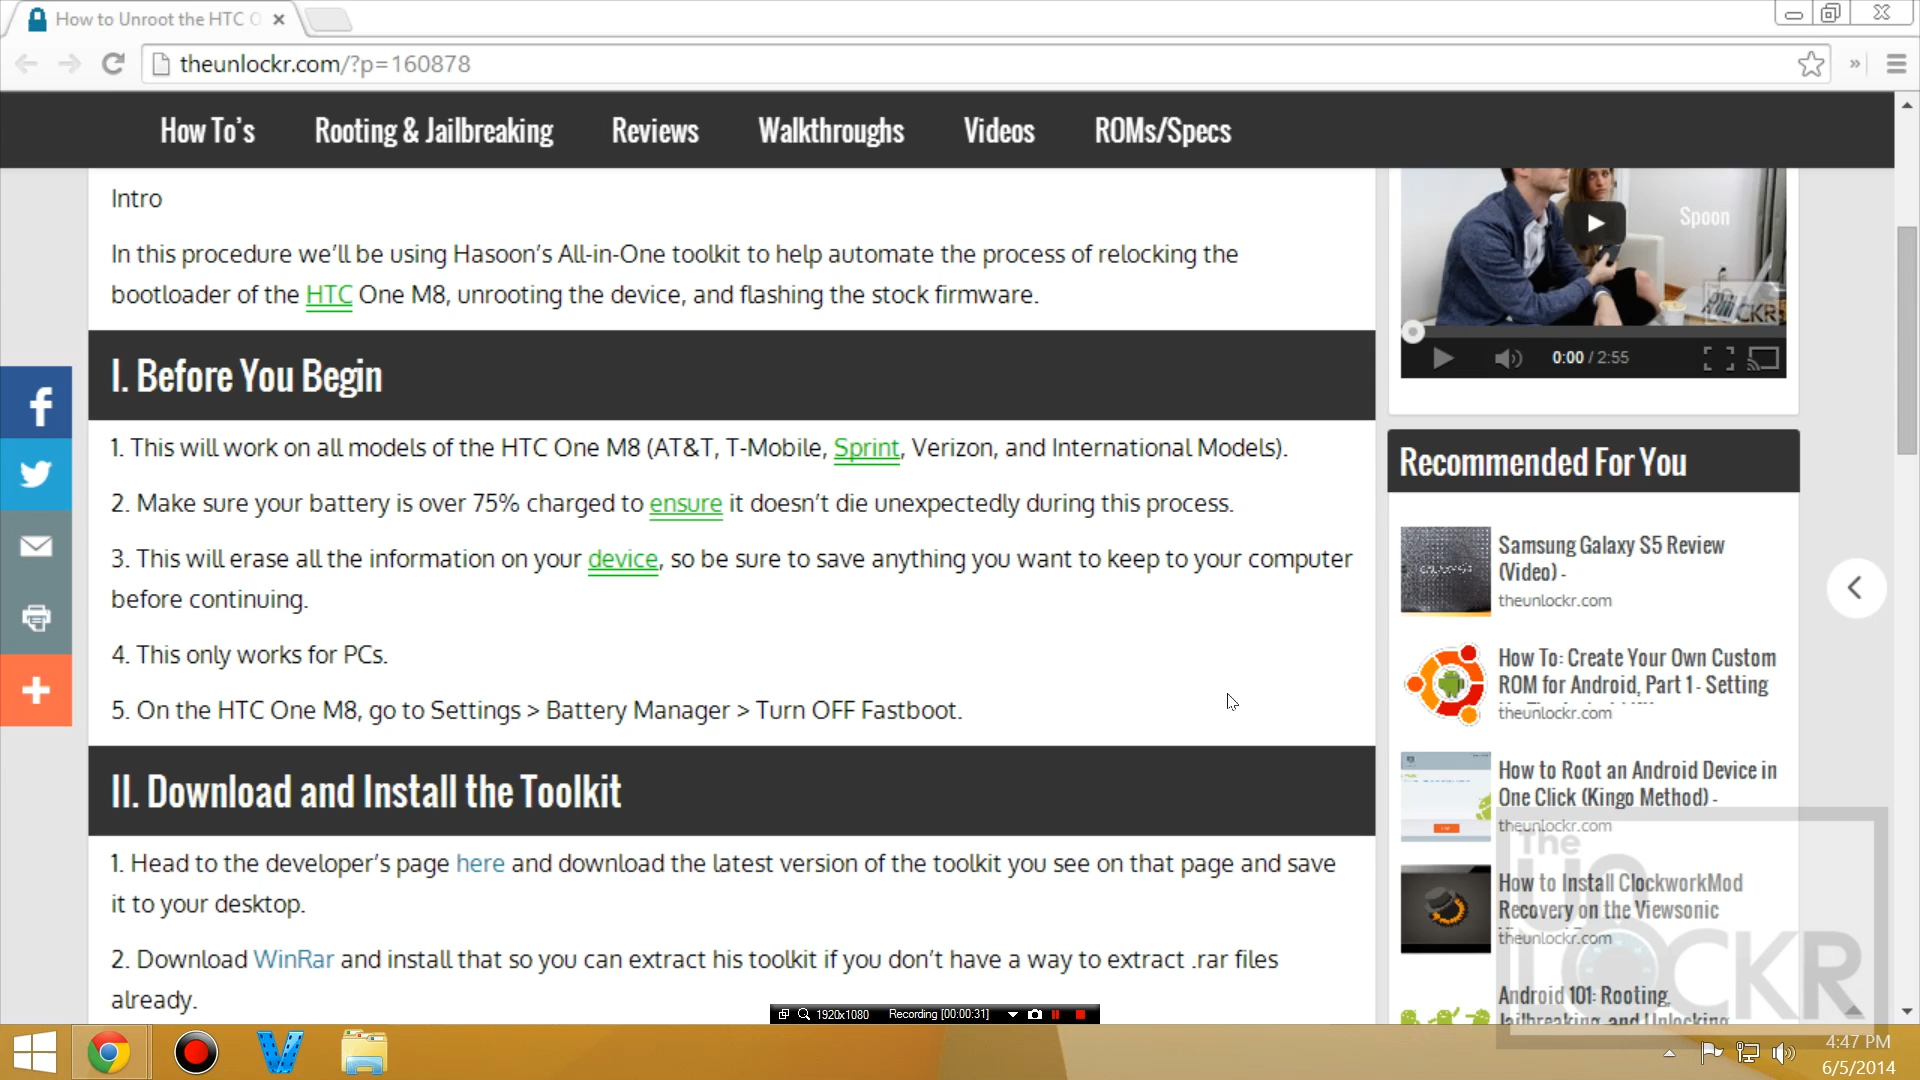 How to Unroot the HTC O
theunlockr.com/?p=160878
How To's
Rooting & Jailbreaking
Reviews
Walkthroughs
Videos
ROMs/Specs
Intro
In this procedure we'll be using Hasoon's All-in-One toolkit to help automate the process of relocking the
bootloader of the HTC One M8, unrooting the device, and flashing the stock firmware.
I. Before You Begin
1. This will work on all models of the HTC One M8 (AT&T, T-Mobile, Sprint, Verizon, and International Models).
2. Make sure your battery is over 75% charged to ensure it doesn't die unexpectedly during this process.
3. This will erase all the information on your device, so be sure to save anything you want to keep to your computer
before continuing.
4. This only works for PCs.
5. On the HTC One M8, go to Settings > Battery Manager > Turn OFF Fastboot.
II. Download and Install the Toolkit
1. Head to the developer's page here and download the latest version of the toolkit you see on that page and save
it to your desktop.
2. Download WinRar and install that so you can extract his toolkit if you don't have a way to extract .rar files
already.
Spoon
0:00 / 2:55
Recommended For You
Samsung Galaxy S5 Review
(Video) -
theunlockr.com
How To: Create Your Own Custom
ROM for Android, Part 1 - Setting
theunlockr.com
How to Root an Android Device in
One Click (Kingo Method) -
theunlockr.com
How to Install ClockworkMod
Recovery on the Viewsonic
theunlockr.com
Android 101: Rooting,
Jailbreaking, and Unlocking
The
UN
LOCKR
1920x1080
Recording [00:00:31]
4:47 PM
6/5/2014